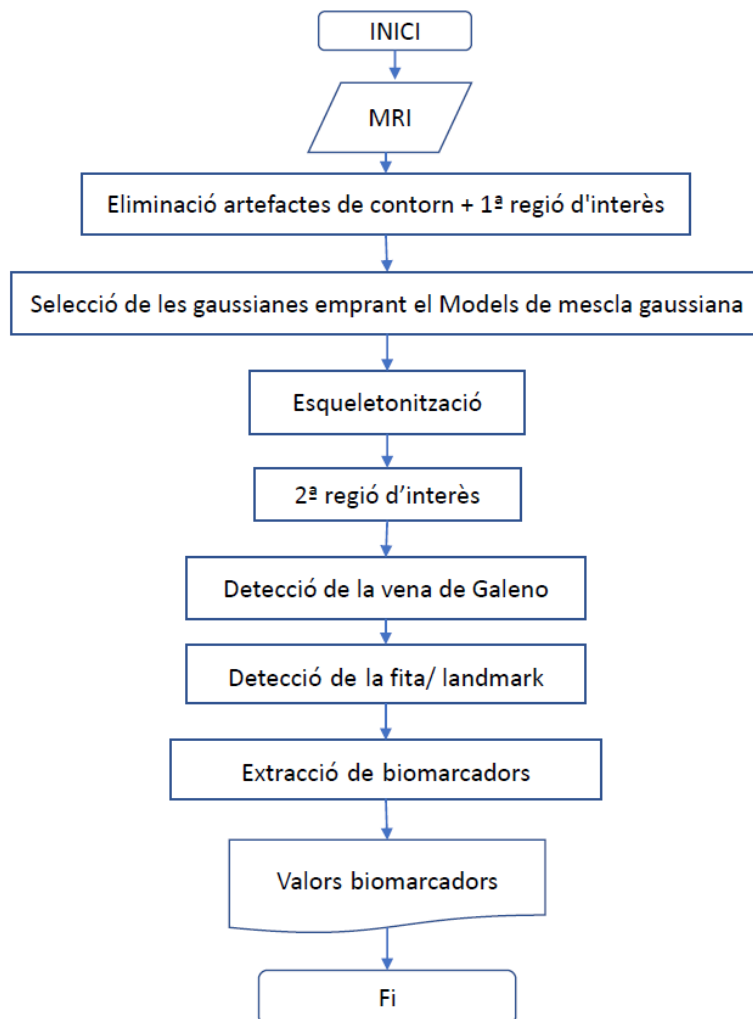 INICI
MRI
Eliminació artefactes de contorn + 1ª regió d'interès
Selecció de les gaussianes emprant el Models de mescla gaussiana
Esqueletonització
2ª regió d’interès
Detecció de la vena de Galeno
Detecció de la fita/ landmark
Extracció de biomarcadors
Valors biomarcadors
Fi